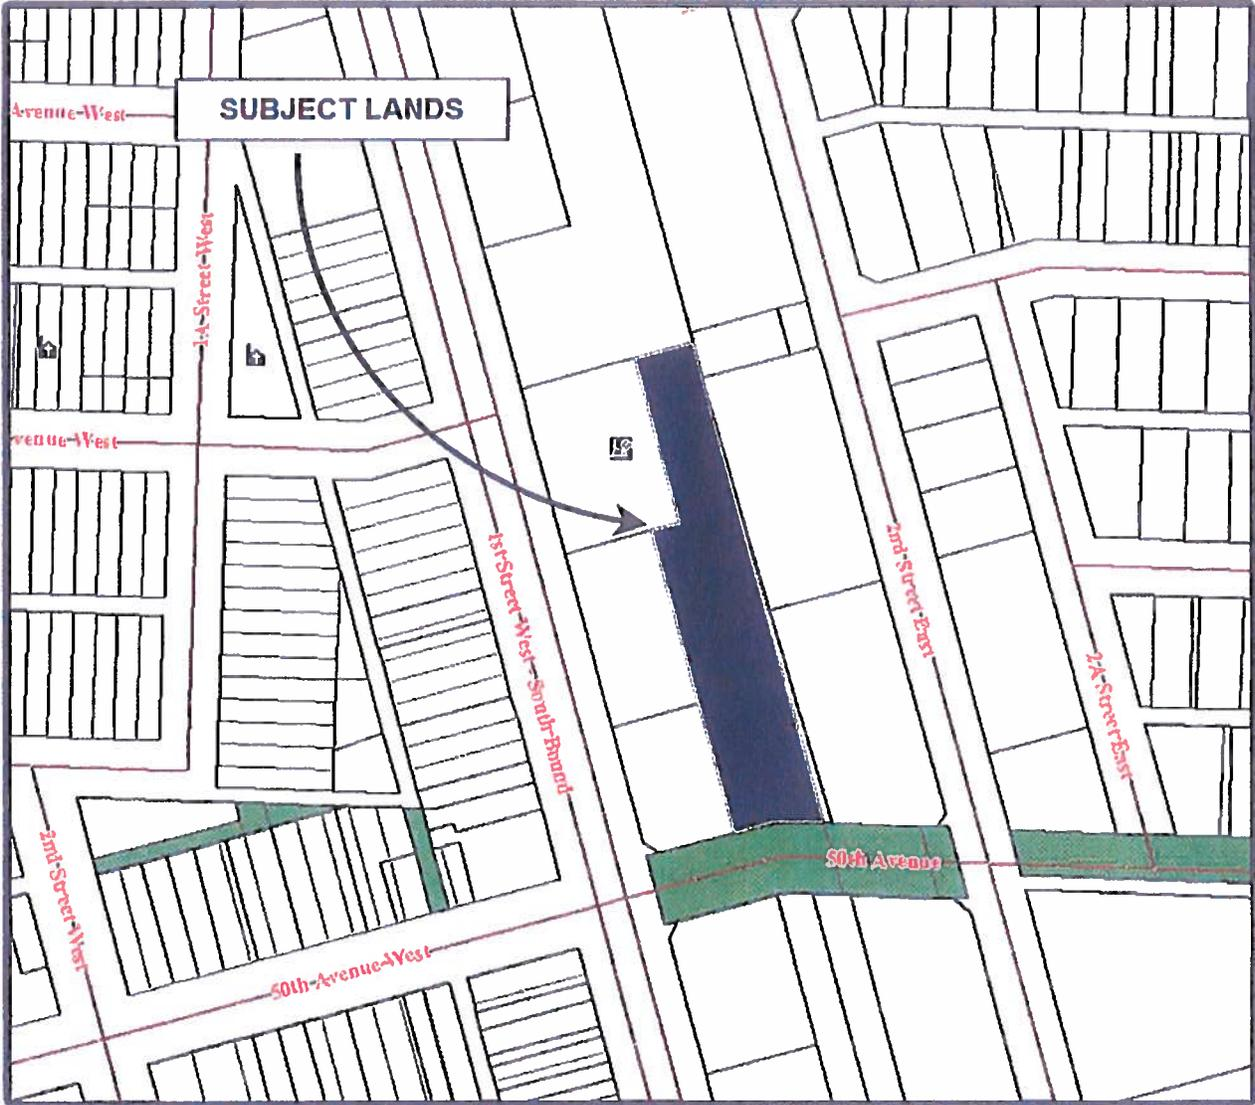 SUBJECT LANDS
Avenue-West
1A-Street-West
venue-West
1st-Street-West - South-Bound
2nd-Street-East
2-A-Street-East
50th Avenue
2nd-Street-West
50th-Avenue-West